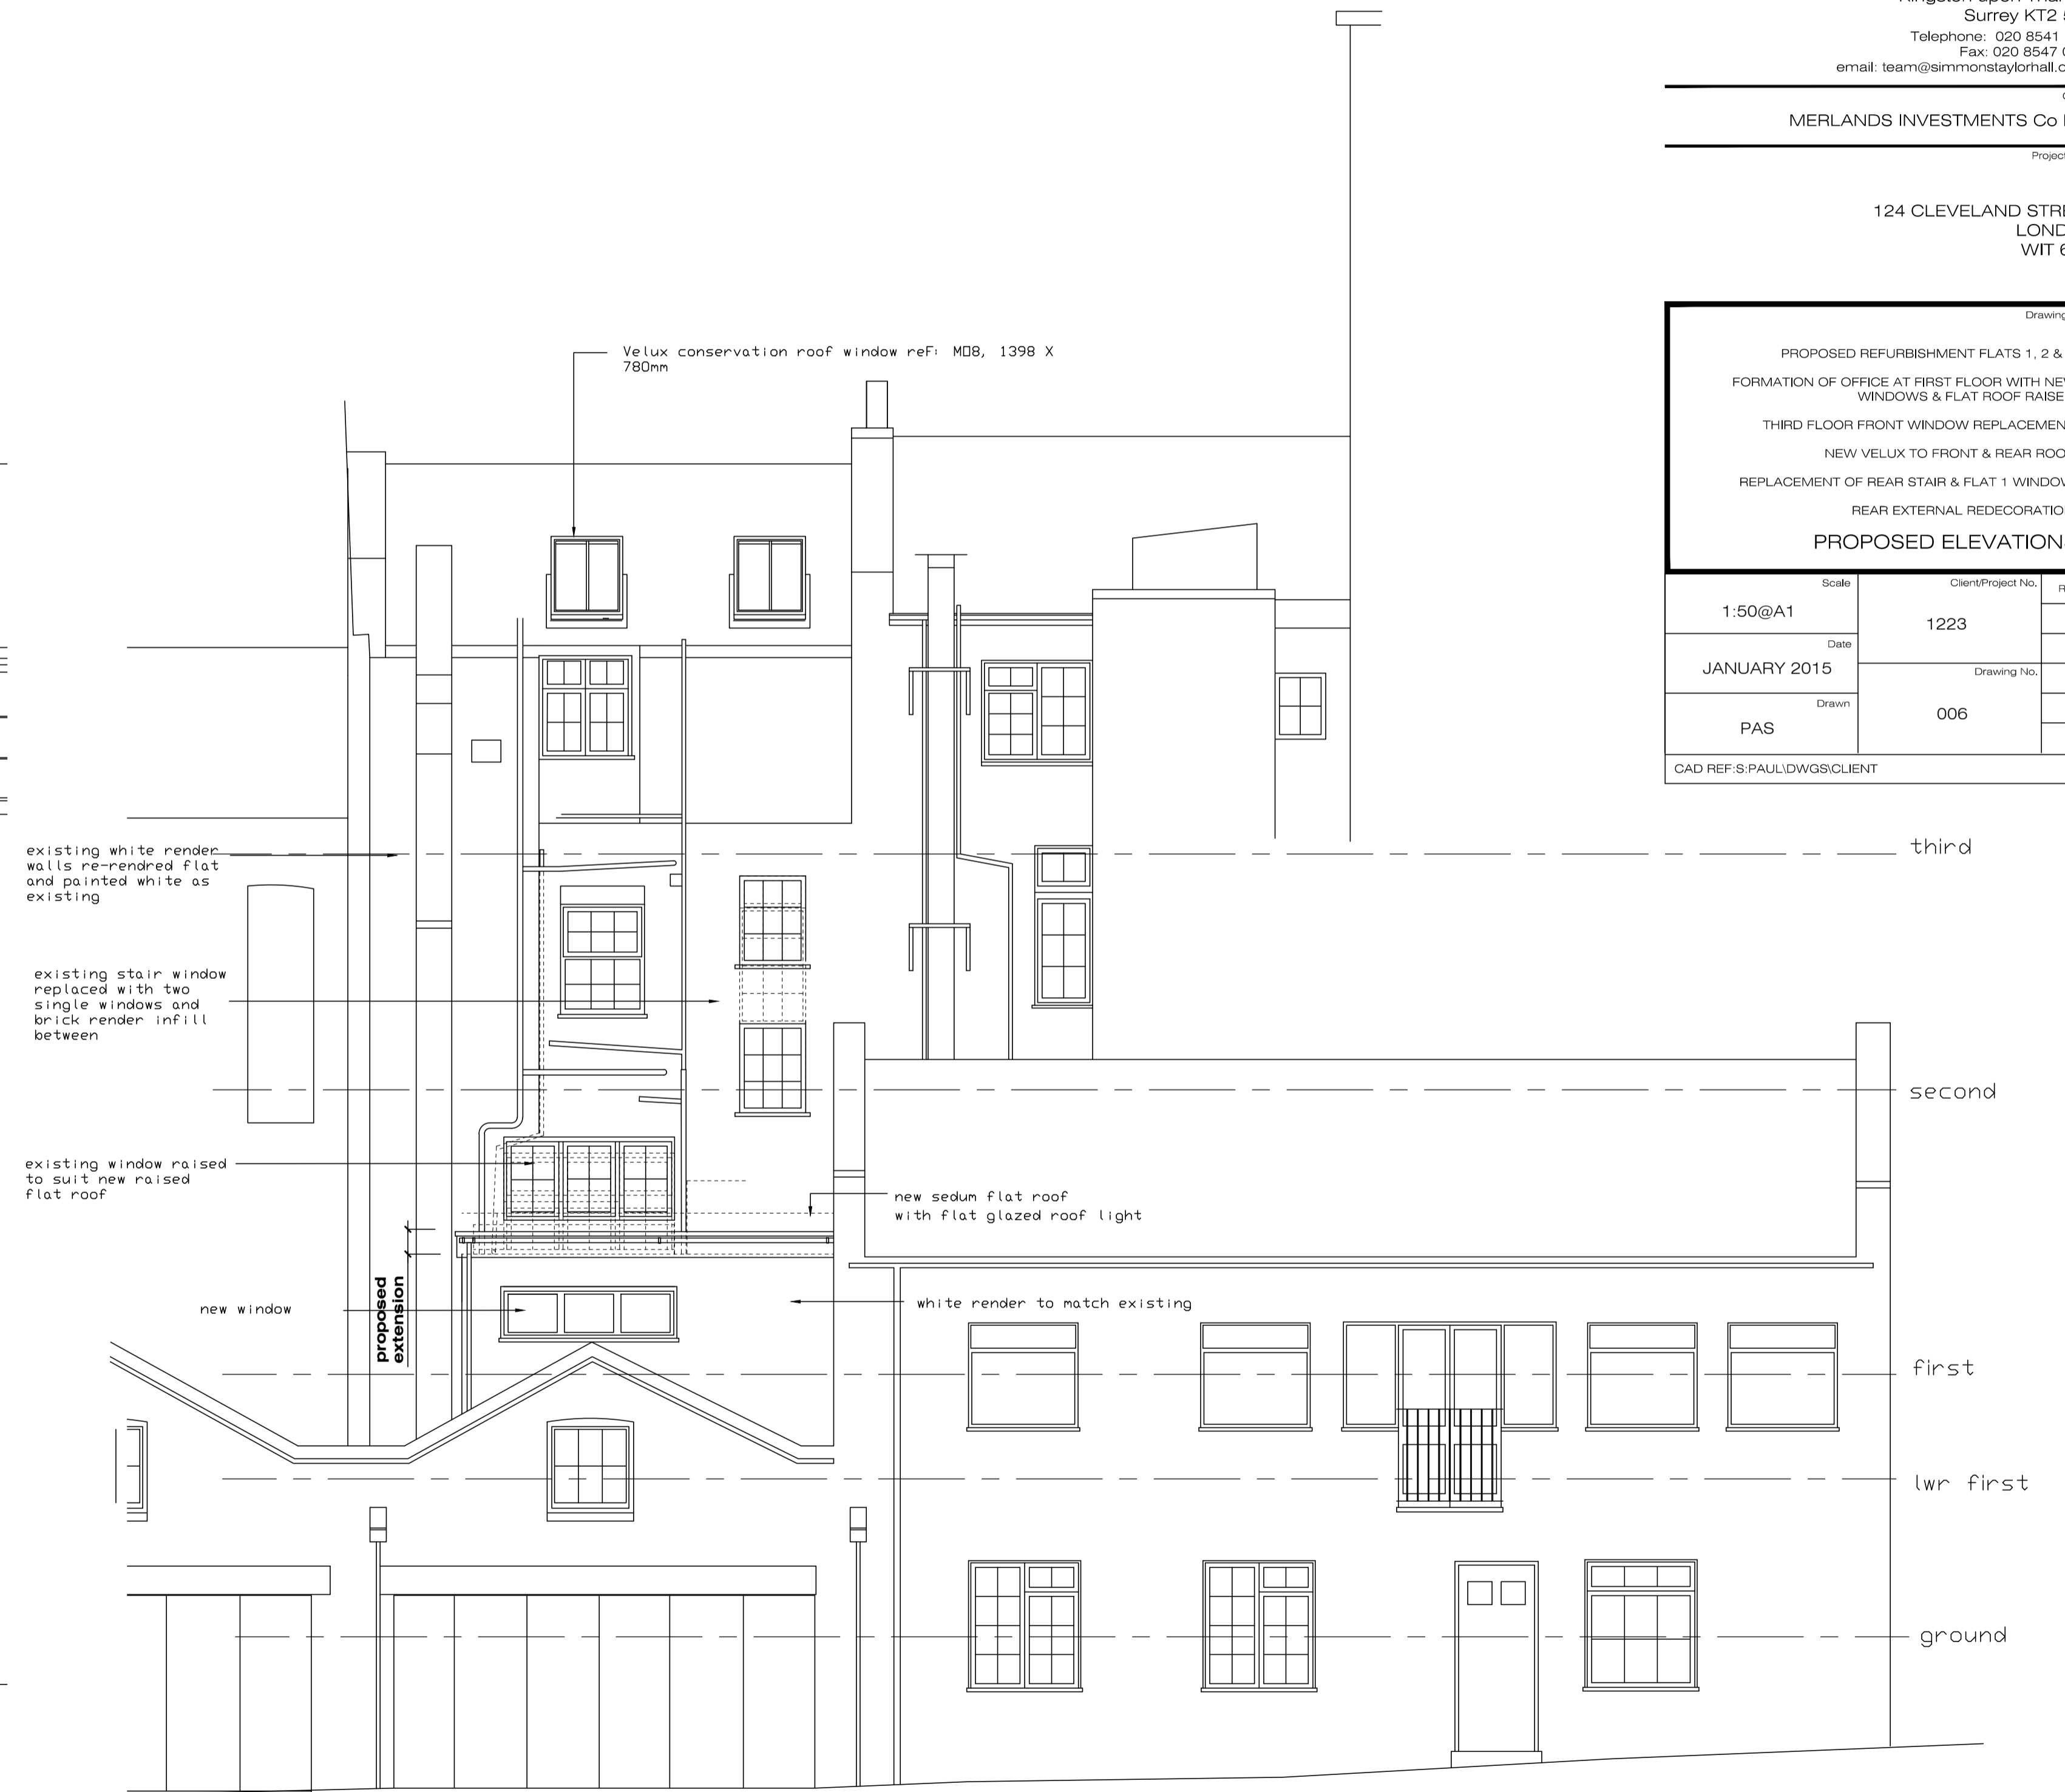 Surrey KT2
Telephone: 020 8541
Fax: 020 8547
email: team@simmonstaylorhall.c
MERLANDS INVESTMENTS Co
Project
124 CLEVELAND STRE
LOND
WIT 6
Drawing
PROPOSED REFURBISHMENT FLATS 1, 2 &
FORMATION OF OFFICE AT FIRST FLOOR WITH NEW
WINDOWS & FLAT ROOF RAISE
THIRD FLOOR FRONT WINDOW REPLACEMEN
NEW VELUX TO FRONT & REAR ROO
REPLACEMENT OF REAR STAIR & FLAT 1 WINDOW
REAR EXTERNAL REDECORATIO
PROPOSED ELEVATION
Scale
1:50@A1
Client/Project No.
1223
Date
JANUARY 2015
Drawing No.
006
Drawn
PAS
CAD REF:S:PAUL\DWGS\CLIENT
Velux conservation roof window reF: M08, 1398 X
780mm
existing white render
walls re-rendred flat
and painted white as
existing
third
existing stair window
replaced with two
single windows and
brick render infill
between
second
existing window raised
to suit new raised
flat roof
new sedum flat roof
with flat glazed roof light
proposed
extension
new window
white render to match existing
first
lwr first
ground